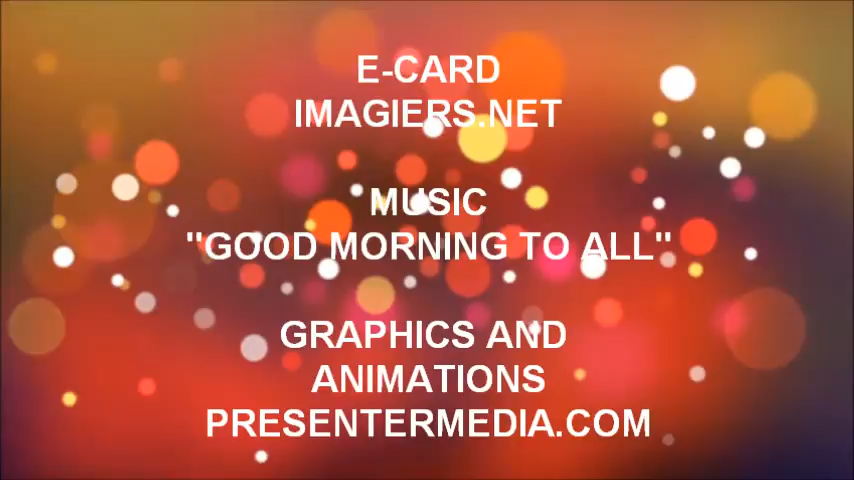 E-CARD
IMAGIERS.NET
MUSIC
"GOOD MORNING TO ALL"
GRAPHICS AND
ANIMATIONS
PRESENTERMEDIA.COM